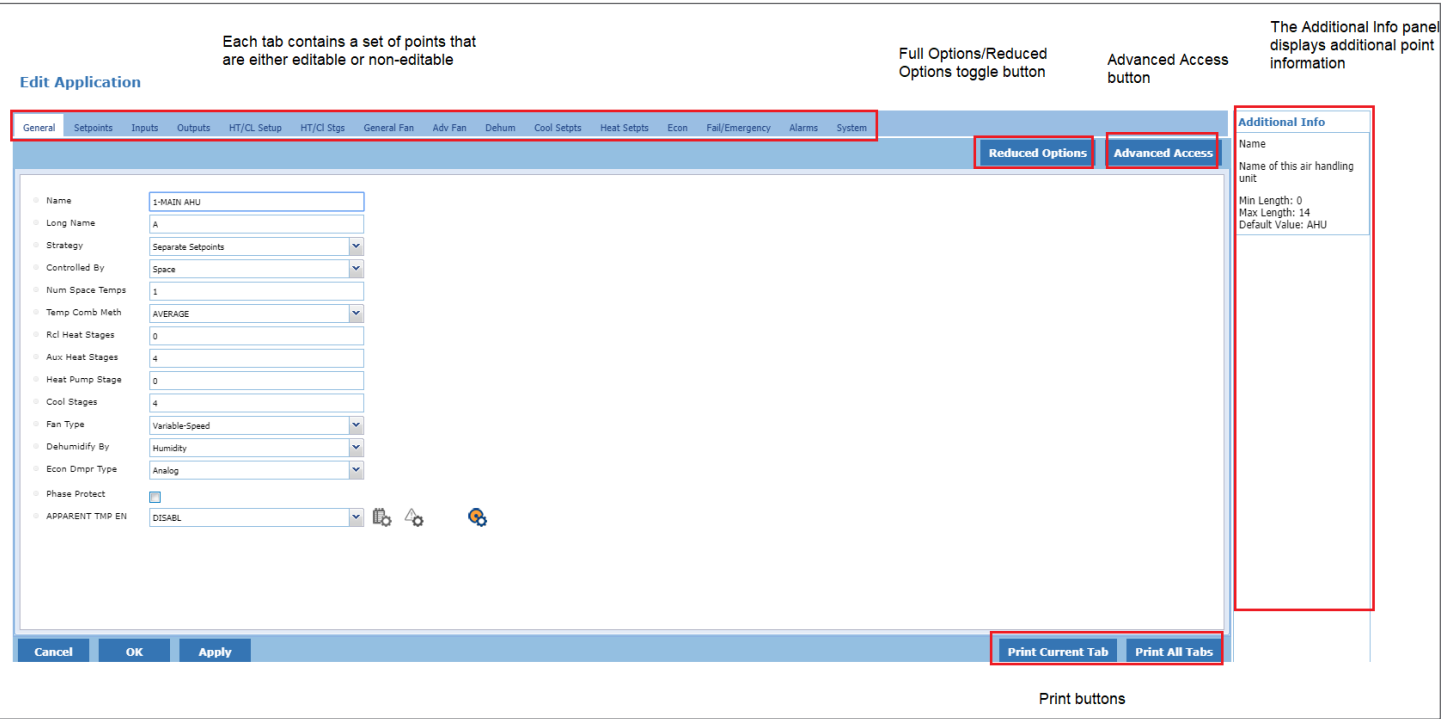 Each tab contains a set of points that
are either editable or non-editable
Full Options/Reduced
Options toggle button
Advanced Access
button
The Additional Info panel
displays additional point
information
Edit Application
General Setpoints Inputs Outputs HT/CL Setup HT/Cl Stgs General Fan Adv Fan Dehum Cool Setpts Heat Setpts Econ Fail/Emergency Alarms System
Reduced Options Advanced Access
Additional Info
Name
Name of this air handling
unit
Min Length: 0
Max Length: 14
Default Value: AHU
Name 1-MAIN AHU
Long Name A
Strategy Separate Setpoints
Controlled By Space
Num Space Temps 1
Temp Comb Meth AVERAGE
Rcl Heat Stages 0
Aux Heat Stages 4
Heat Pump Stage 0
Cool Stages 4
Fan Type Variable-Speed
Dehumidify By Humidity
Econ Dmpr Type Analog
Phase Protect
APPARENT TMP EN DISABL
Cancel OK Apply Print Current Tab Print All Tabs
Print buttons